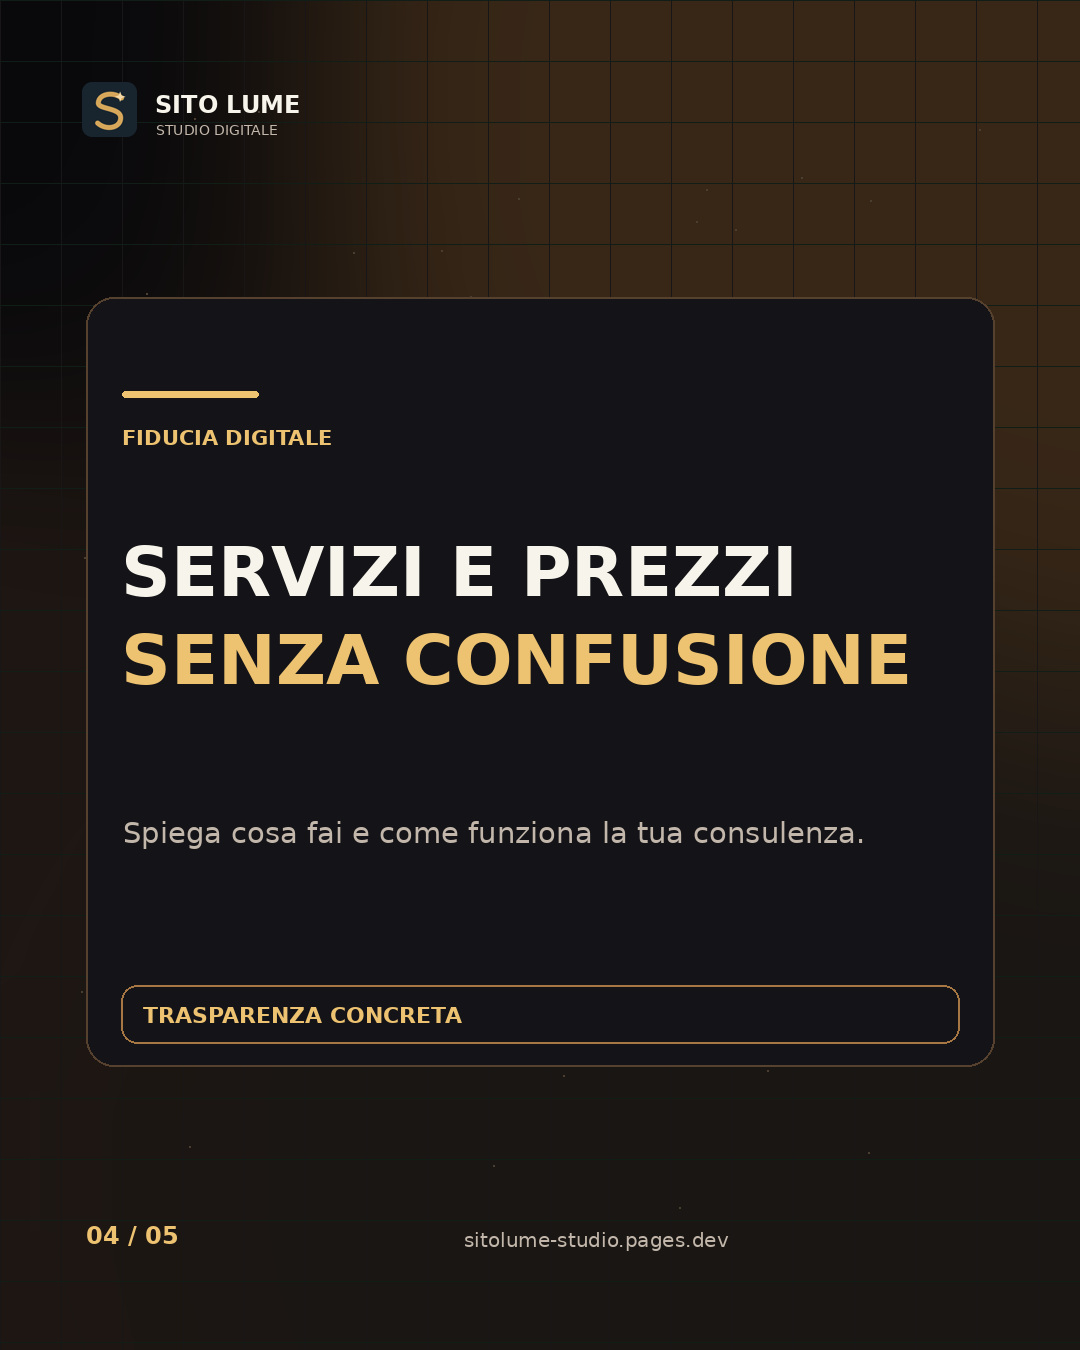 SITO LUME
STUDIO DIGITALE
FIDUCIA DIGITALE
SERVIZI E PREZZI
SENZA CONFUSIONE
Spiega cosa fai e come funziona la tua consulenza.
TRASPARENZA CONCRETA
04 / 05
sitolume-studio.pages.dev